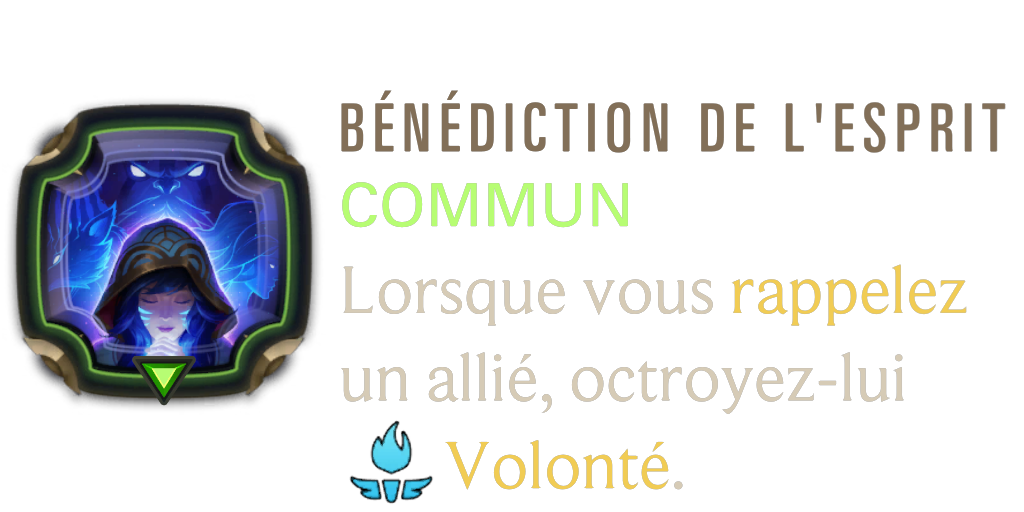 BÉNÉDICTION DE L'ESPRIT
COMMUN
Lorsque vous rappelez
un allié, octroyez-lui
Volonté.